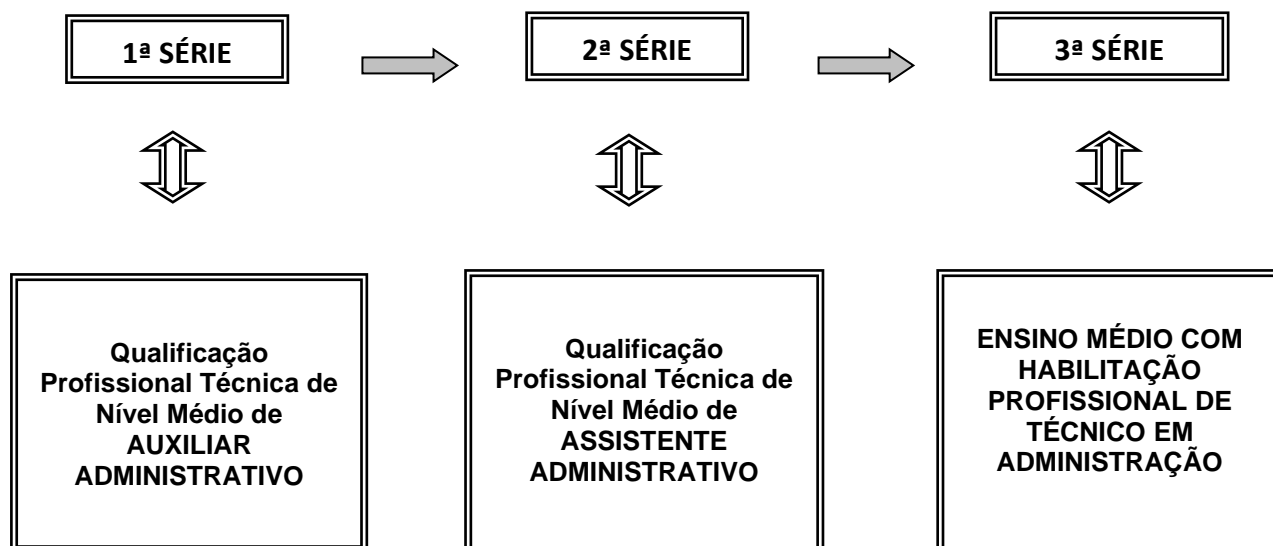 1ª SÉRIE
2ª SÉRIE
3ª SÉRIE
Qualificação
Profissional Técnica de
Nível Médio de
AUXILIAR
ADMINISTRATIVO
Qualificação
Profissional Técnica de
Nível Médio de
ASSISTENTE
ADMINISTRATIVO
ENSINO MÉDIO COM
HABILITAÇÃO
PROFISSIONAL DE
TÉCNICO EM
ADMINISTRAÇÃO